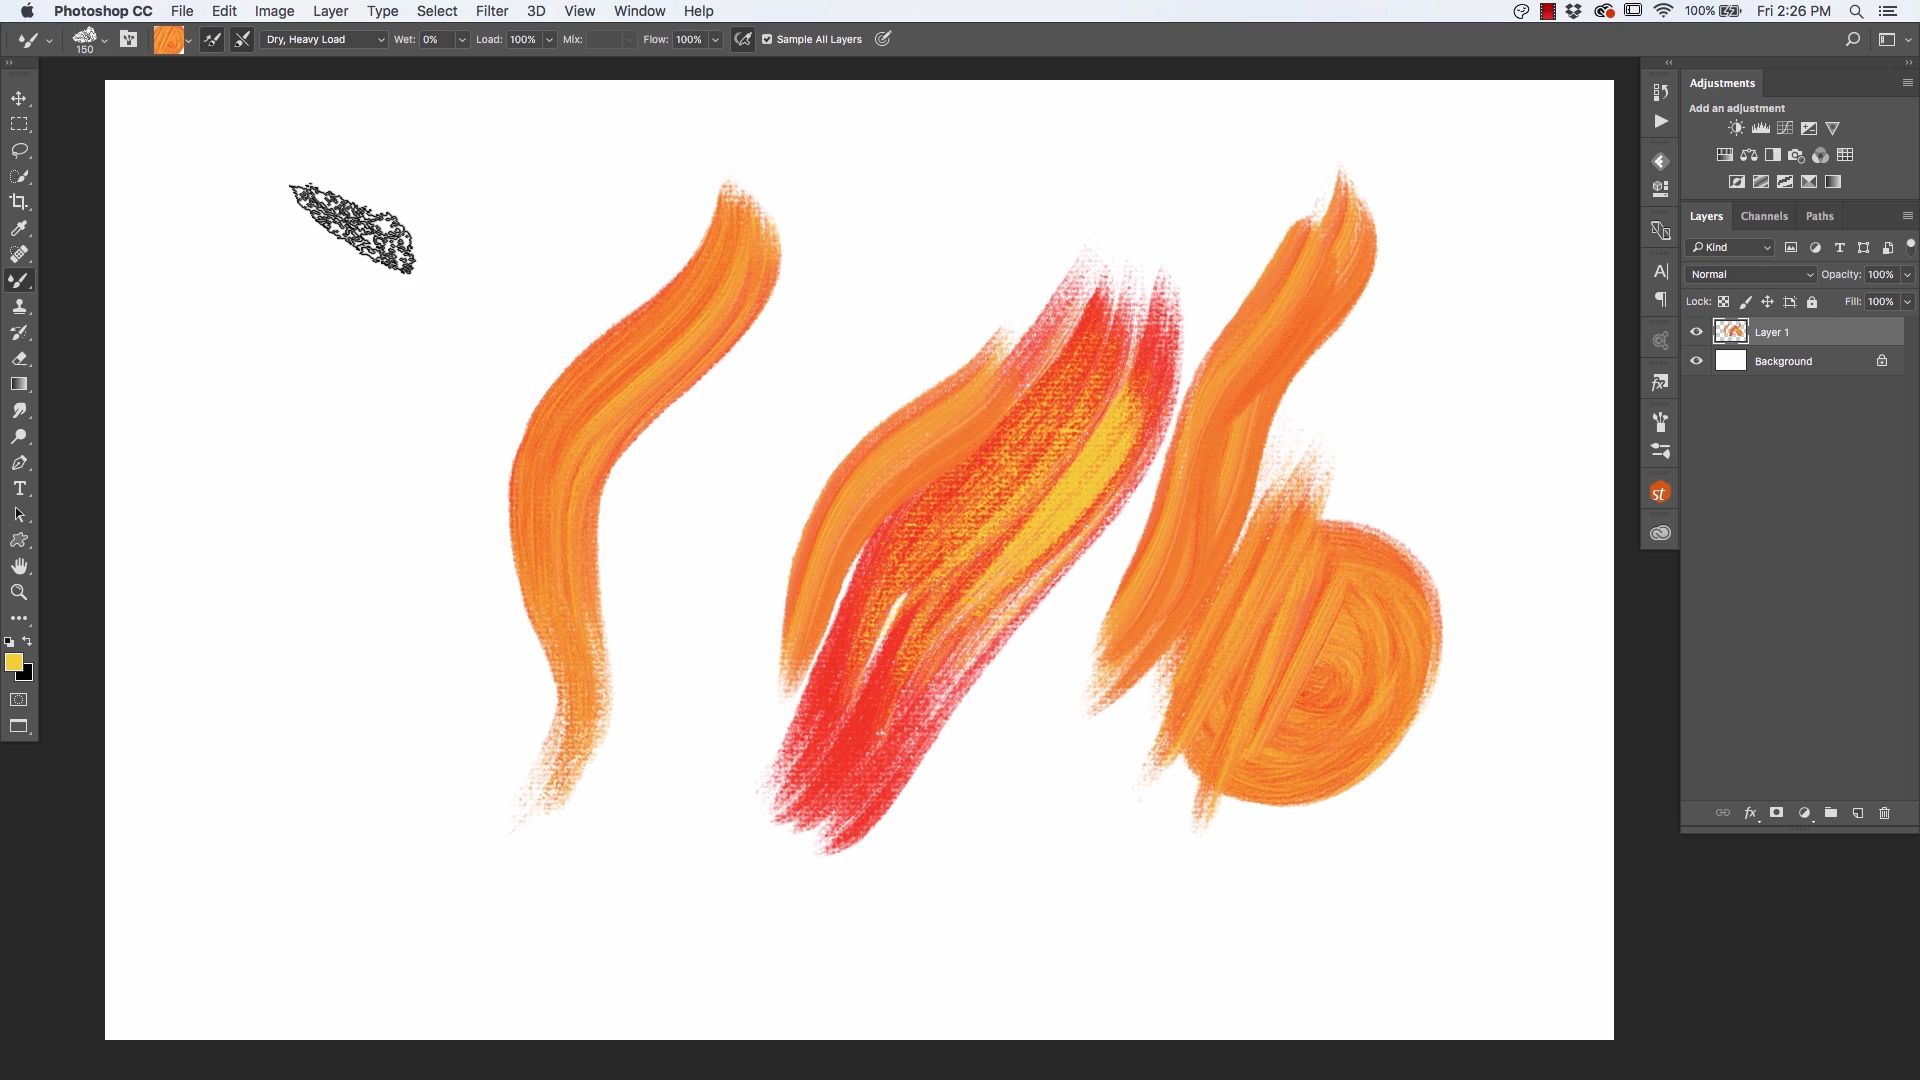 Photoshop CC File Edit Image Layer Type Select Filter 3D View Window Help 100% Fri 2:26 PM
150 Dry, Heavy Load Wet: 0% Load: 100% Mix: Flow: 100% Sample All Layers
Adjustments
Add an adjustment
Layers Channels Paths
Kind
Normal Opacity: 100%
Lock: Fill: 100%
Layer 1
Background
st